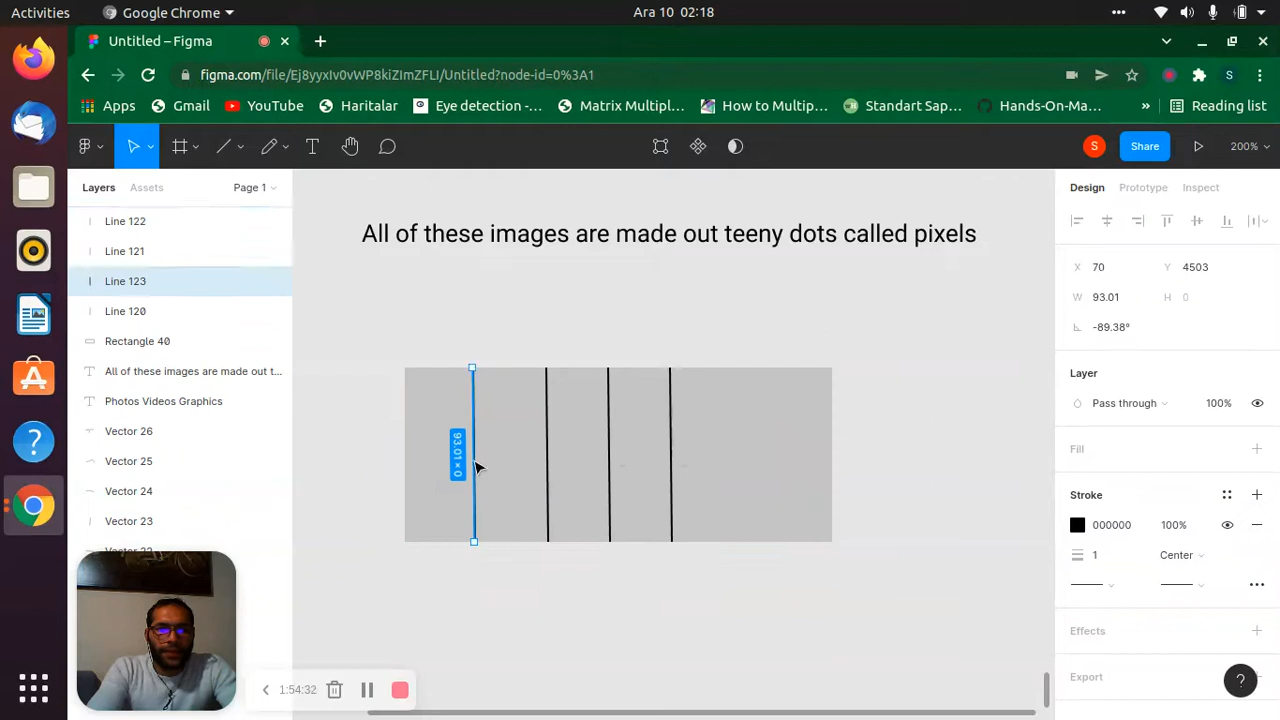 Activities
Google Chrome
Ara 10 02:18
Untitled – Figma
figma.com/file/Ej8yyxIv0vWP8kiZImZFLI/Untitled?node-id=0%3A1
S
Apps
Gmail
YouTube
Haritalar
Eye detection -...
Matrix Multipl...
How to Multip...
Standart Sap...
Hands-On-Ma...
»
Reading list
S
Share
200%
Layers
Assets
Page 1
Line 122
Line 121
Line 123
Line 120
Rectangle 40
All of these images are made out t...
Photos Videos Graphics
Vector 26
Vector 25
Vector 24
Vector 23
All of these images are made out teeny dots called pixels
93.01 × 0
1:54:32
Design
Prototype
Inspect
X 70
Y 4503
W 93.01
H 0
-89.38°
Layer
Pass through
100%
Fill
Stroke
000000
100%
1
Center
Effects
Export
?